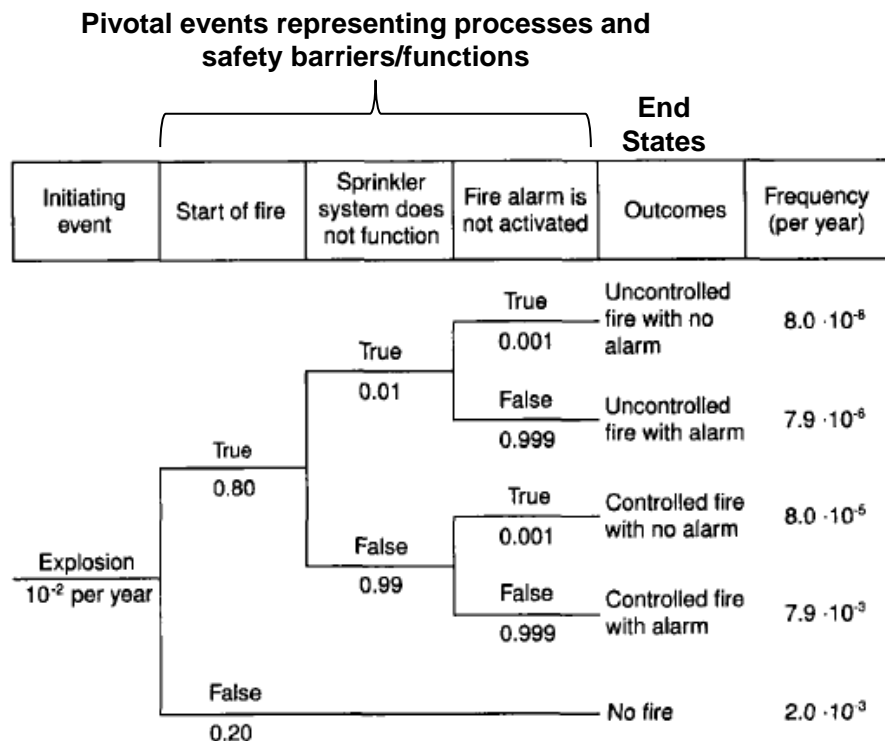 Pivotal events representing processes and
safety barriers/functions
End
States
Initiating
event
Start of fire
Sprinkler
system does
not function
Fire alarm is
not activated
Outcomes
Frequency
(per year)
True
0.001
Uncontrolled
fire with no
alarm
8.0 · 10⁻⁸
True
0.01
False
0.999
Uncontrolled
fire with alarm
7.9 · 10⁻⁶
True
0.80
True
0.001
Controlled fire
with no alarm
8.0 · 10⁻⁵
False
0.99
Explosion
10⁻² per year
False
0.999
Controlled fire
with alarm
7.9 · 10⁻³
False
0.20
No fire
2.0 · 10⁻³